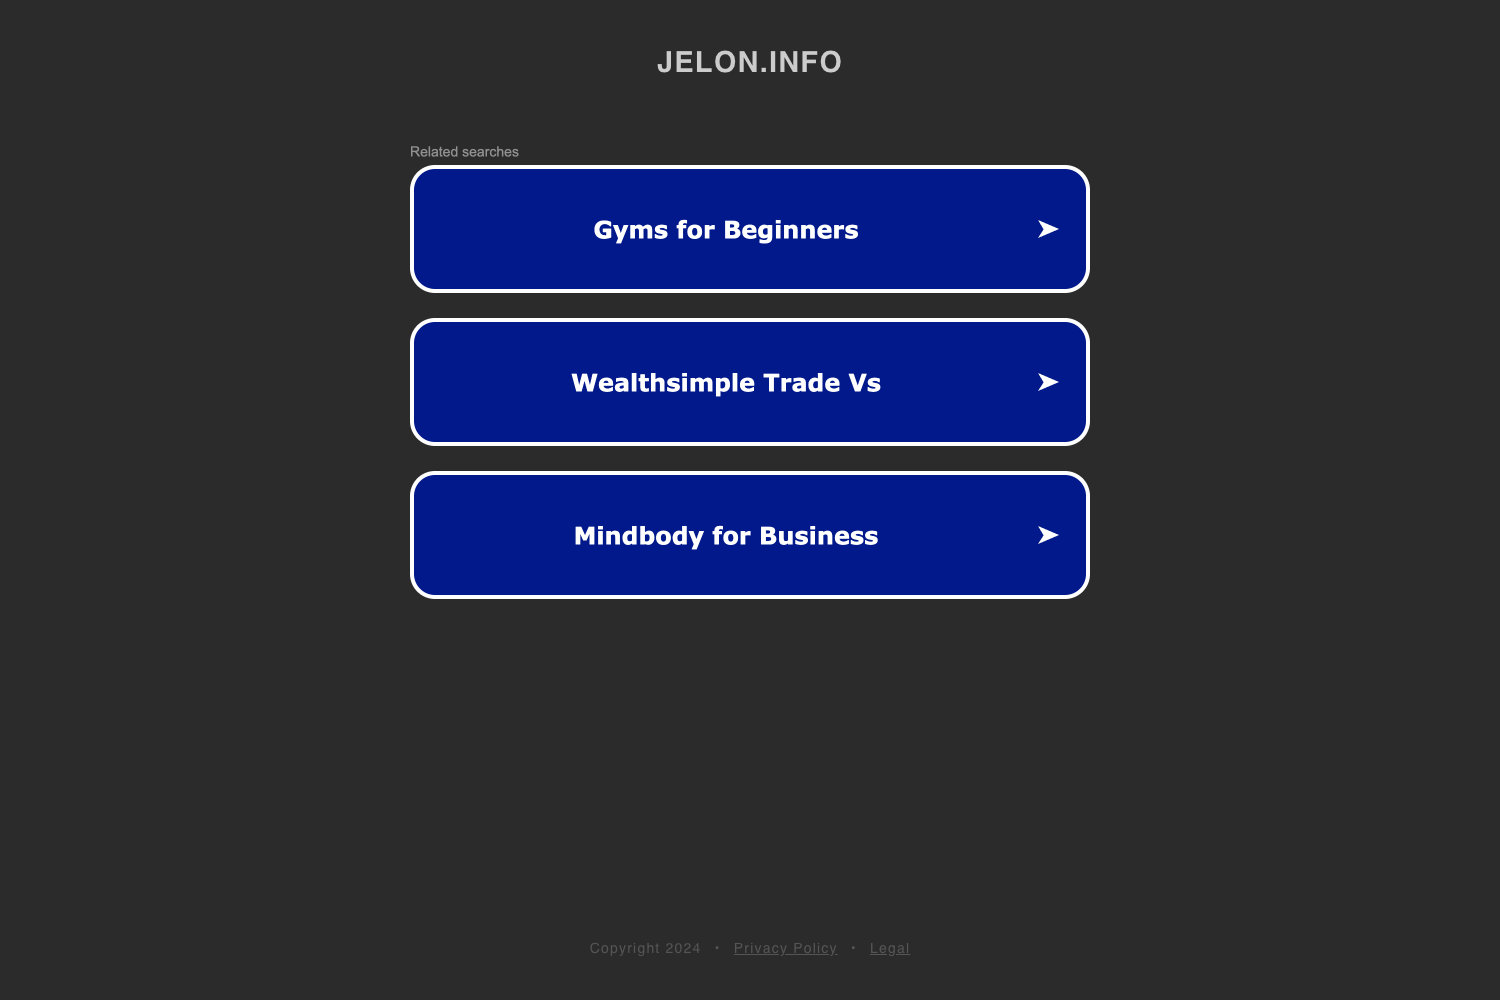 JELON.INFO
Related searches
Gyms for Beginners
Wealthsimple Trade Vs
Mindbody for Business
Copyright 2024 • Privacy Policy • Legal